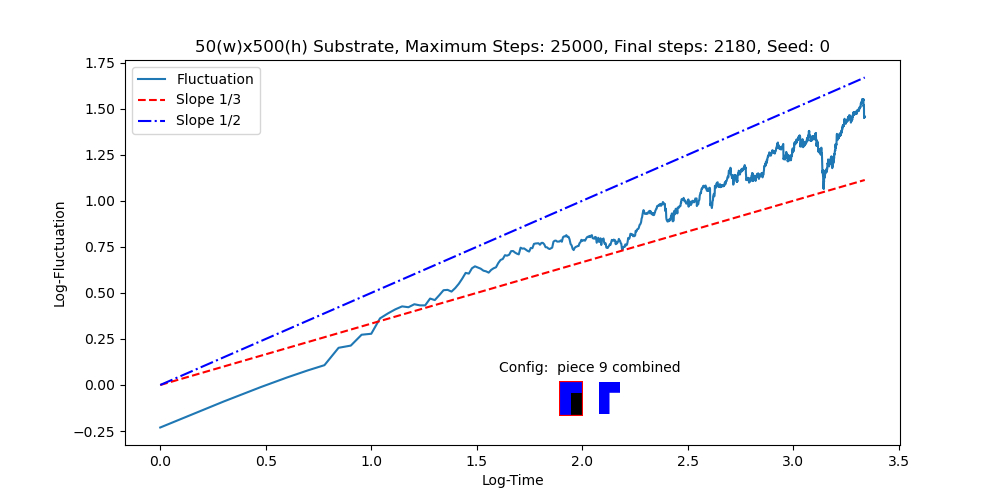 50(w)x500(h) Substrate, Maximum Steps: 25000, Final steps: 2180, Seed: 0
1.75
1.50
1.25
1.00
0.75
0.50
0.25
0.00
−0.25
Log-Fluctuation
Fluctuation
Slope 1/3
Slope 1/2
Config:  piece 9 combined
0.0 0.5 1.0 1.5 2.0 2.5 3.0 3.5
Log-Time